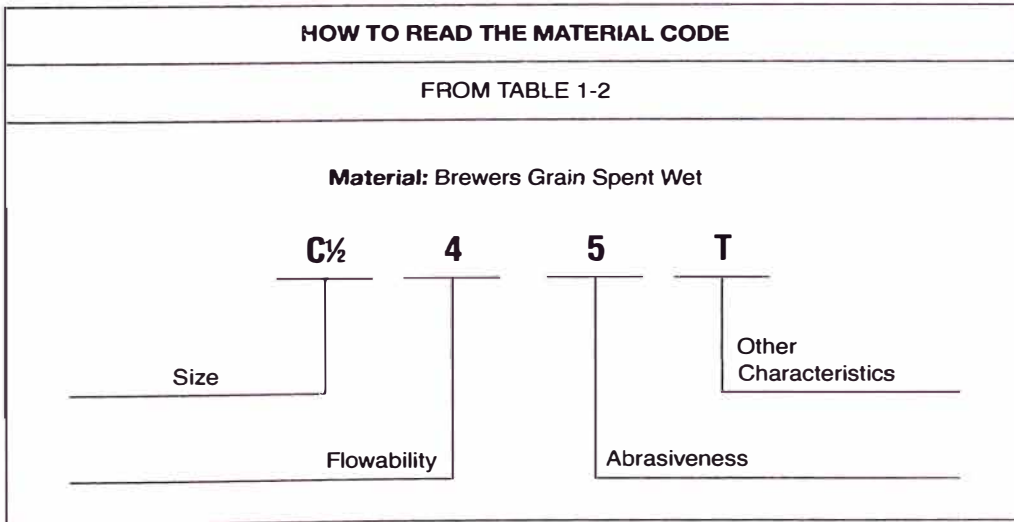 HOW TO READ THE MATERIAL CODE
FROM TABLE 1-2
Material: Brewers Grain Spent Wet
C½ 4 5 T
Size
Other
Characteristics
Flowability
Abrasiveness